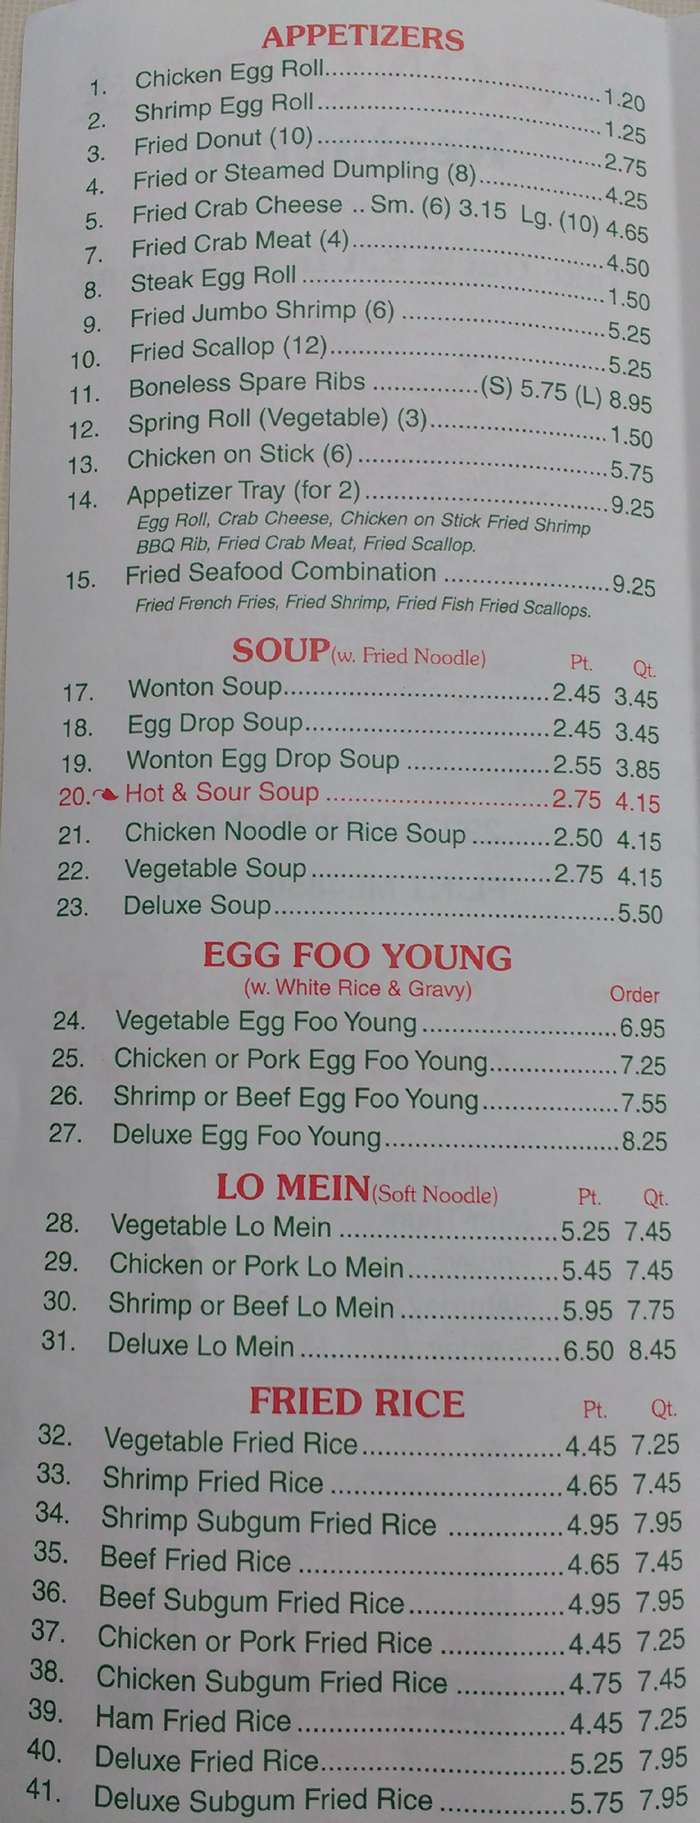 APPETIZERS
1. Chicken Egg Roll..............................................1.20
2. Shrimp Egg Roll................................................1.25
3. Fried Donut (10)................................................2.75
4. Fried or Steamed Dumpling (8)....................4.25
5. Fried Crab Cheese .. Sm. (6) 3.15 Lg. (10) 4.65
7. Fried Crab Meat (4)..........................................4.50
8. Steak Egg Roll ..................................................1.50
9. Fried Jumbo Shrimp (6) ..................................5.25
10. Fried Scallop (12)............................................5.25
11. Boneless Spare Ribs ................(S) 5.75 (L) 8.95
12. Spring Roll (Vegetable) (3)............................1.50
13. Chicken on Stick (6)........................................5.75
14. Appetizer Tray (for 2)......................................9.25
Egg Roll, Crab Cheese, Chicken on Stick Fried Shrimp
BBQ Rib, Fried Crab Meat, Fried Scallop.
15. Fried Seafood Combination ..........................9.25
Fried French Fries, Fried Shrimp, Fried Fish Fried Scallops.
SOUP(w. Fried Noodle) Pt. Qt.
17. Wonton Soup........................................2.45 3.45
18. Egg Drop Soup.....................................2.45 3.45
19. Wonton Egg Drop Soup .....................2.55 3.85
20. Hot & Sour Soup .................................2.75 4.15
21. Chicken Noodle or Rice Soup ...........2.50 4.15
22. Vegetable Soup...................................2.75 4.15
23. Deluxe Soup..................................................5.50
EGG FOO YOUNG
(w. White Rice & Gravy) Order
24. Vegetable Egg Foo Young.............................6.95
25. Chicken or Pork Egg Foo Young...................7.25
26. Shrimp or Beef Egg Foo Young....................7.55
27. Deluxe Egg Foo Young...................................8.25
LO MEIN(Soft Noodle) Pt. Qt.
28. Vegetable Lo Mein ................................5.25 7.45
29. Chicken or Pork Lo Mein......................5.45 7.45
30. Shrimp or Beef Lo Mein .......................5.95 7.75
31. Deluxe Lo Mein ......................................6.50 8.45
FRIED RICE Pt. Qt.
32. Vegetable Fried Rice.............................4.45 7.25
33. Shrimp Fried Rice ..................................4.65 7.45
34. Shrimp Subgum Fried Rice .................4.95 7.95
35. Beef Fried Rice .......................................4.65 7.45
36. Beef Subgum Fried Rice.......................4.95 7.95
37. Chicken or Pork Fried Rice ..................4.45 7.25
38. Chicken Subgum Fried Rice ................4.75 7.45
39. Ham Fried Rice .......................................4.45 7.25
40. Deluxe Fried Rice....................................5.25 7.95
41. Deluxe Subgum Fried Rice ..................5.75 7.95